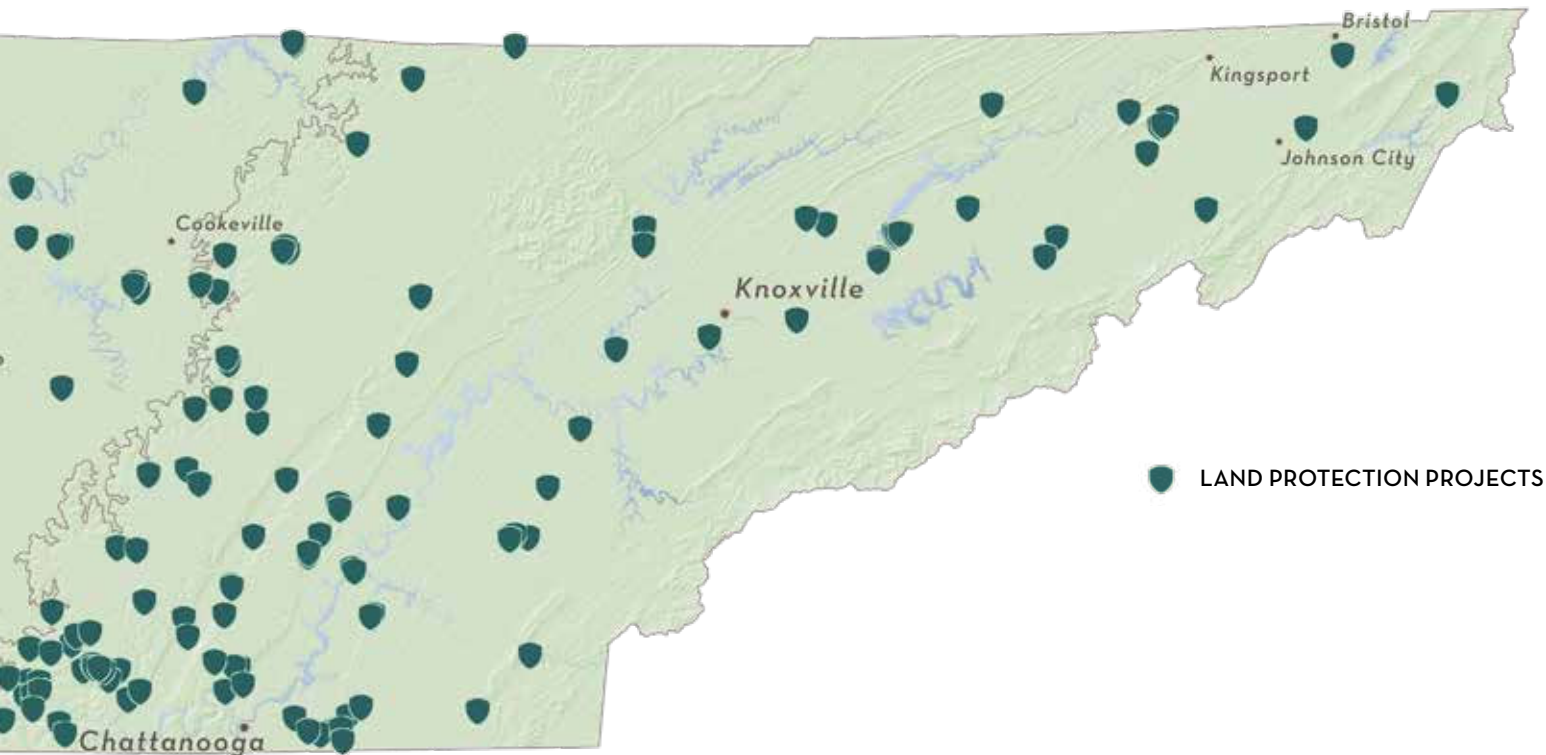 Bristol
Kingsport
Johnson City
Cookeville
Knoxville
LAND PROTECTION PROJECTS
Chattanooga